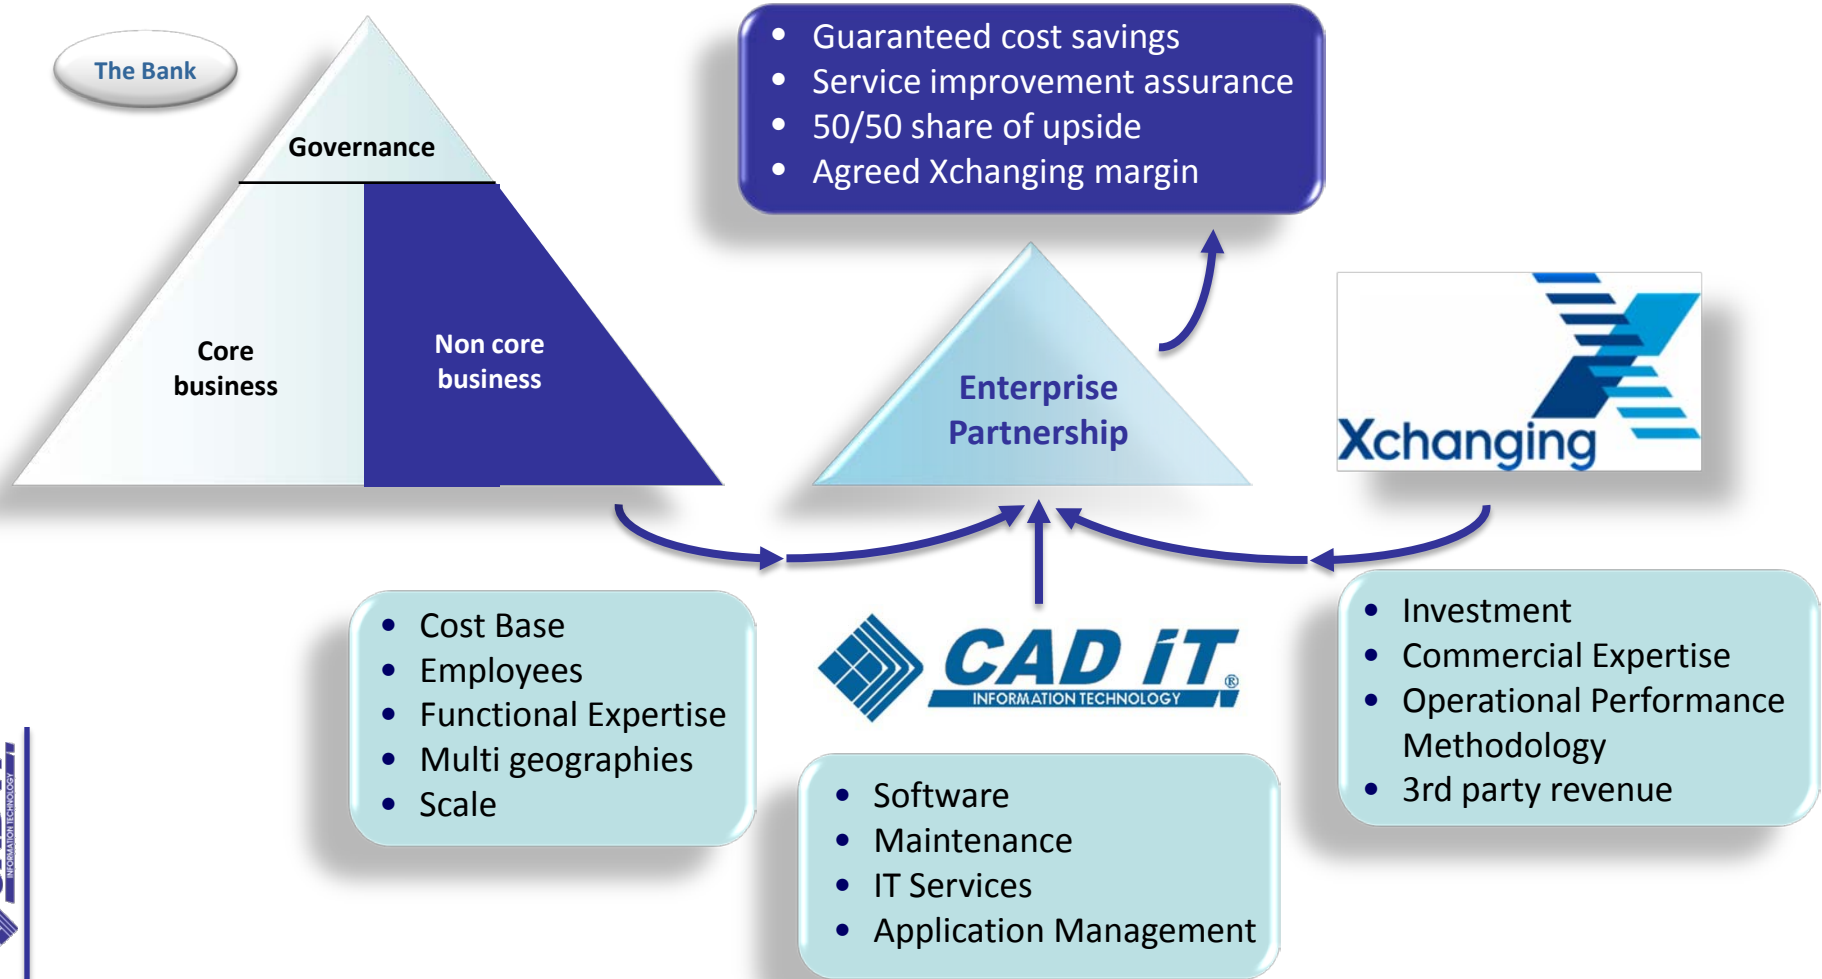 The Bank
Governance
Core
business
Non core
business
• Guaranteed cost savings
• Service improvement assurance
• 50/50 share of upside
• Agreed Xchanging margin
Enterprise
Partnership
Xchanging
• Cost Base
• Employees
• Functional Expertise
• Multi geographies
• Scale
CAD iT®
INFORMATION TECHNOLOGY
• Software
• Maintenance
• IT Services
• Application Management
• Investment
• Commercial Expertise
• Operational Performance
Methodology
• 3rd party revenue
INFORMATION TECHNOLOGY